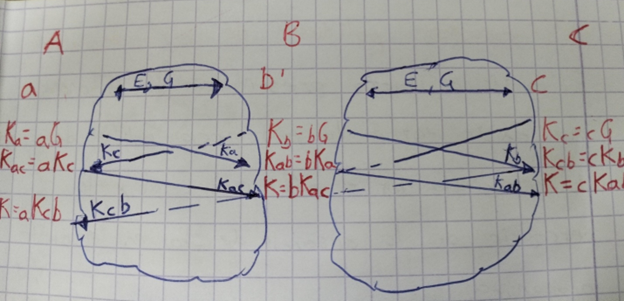 A B C
a E, G b' E, G c
Ka = aG Kb = bG Kc = cG
Kc Ka Kb
Kac = aKc Kab = bKa Kcb = cKb
Kac K = bKac Kab K = cKab
K = aKcb Kcb